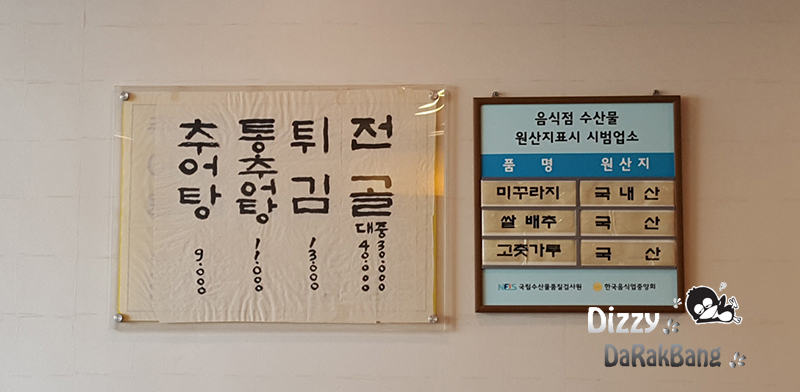 추어탕 9.000
통추어탕 11.000
튀김 13.000
전골
대 40.000
중 30.000
음식점 수산물
원산지표시 시범업소
품 명 원산지
미꾸라지 국내산
쌀 배추 국 산
고춧가루 국 산
NFIS 국립수산물품질검사원 한국음식업중앙회
Dizzy
DaRakBang